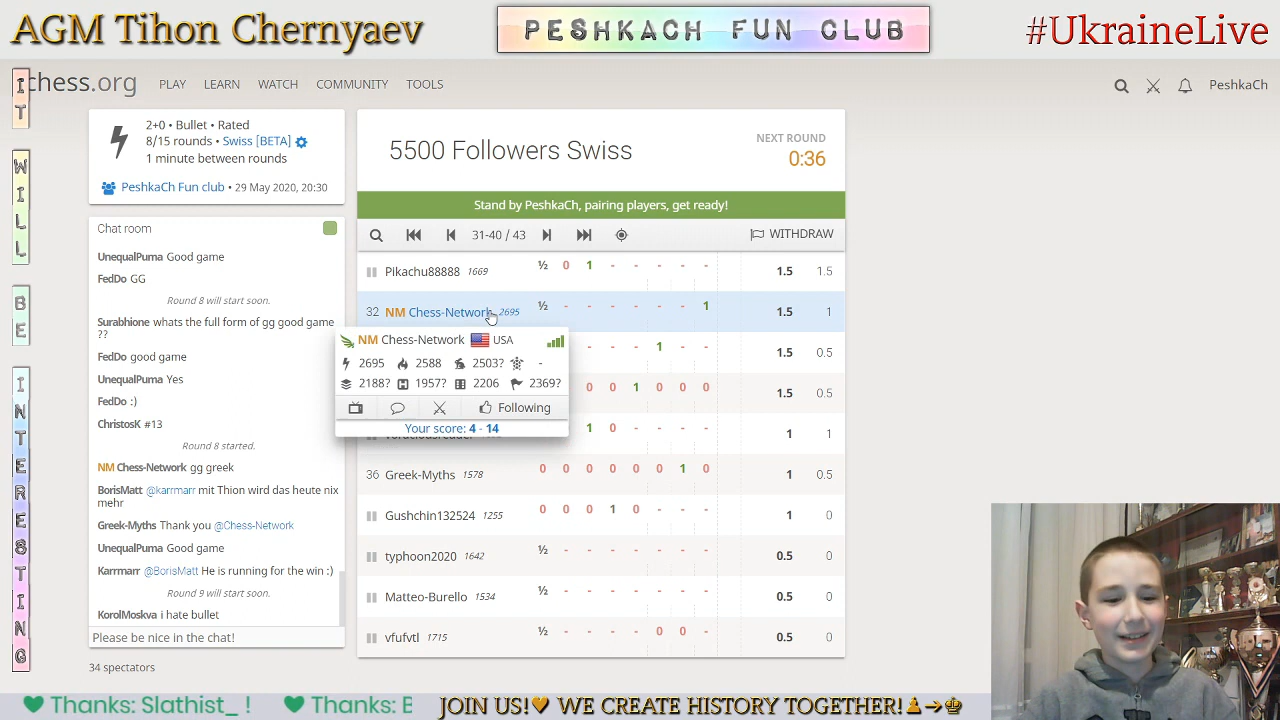 AGM Tihon Chernyaev
PESHKACH FUN CLUB
#UkraineLive
chess.org
PLAY LEARN WATCH COMMUNITY TOOLS
PeshkaCh
IT WILL BE INTERESTING
2+0 • Bullet • Rated
8/15 rounds • Swiss [BETA]
1 minute between rounds
PeshkaCh Fun club • 29 May 2020, 20:30
Chat room
UnequalPuma Good game
FedDo GG
Round 8 will start soon.
Surabhione whats the full form of gg good game
??
FedDo good game
UnequalPuma Yes
FedDo :)
ChristosK #13
Round 8 started.
NM Chess-Network gg greek
BorisMatt @karrmarr mit Thion wird das heute nix
mehr
Greek-Myths Thank you @Chess-Network
UnequalPuma Good game
Karrmarr @BorisMatt He is running for the win :)
Round 9 will start soon.
KorolMoskva i hate bullet
Please be nice in the chat!
34 spectators
5500 Followers Swiss
NEXT ROUND
0:36
Stand by PeshkaCh, pairing players, get ready!
31-40 / 43
WITHDRAW
Pikachu88888 1669 ½ 0 1 - - - - - 1.5 1.5
32 NM Chess-Network 2695 ½ - - - - - - 1 1.5 1
NM Chess-Network USA
2695 2588 2503? -
2188? 1957? 2206 2369?
Following
Your score: 4 - 14
- - - 1 - - 1.5 0.5
0 0 1 0 0 0 1.5 0.5
1 0 - - - - 1 1
36 Greek-Myths 1578 0 0 0 0 0 0 1 0 1 0.5
Gushchin132524 1255 0 0 0 1 0 - - - 1 0
typhoon2020 1642 ½ - - - - - - - 0.5 0
Matteo-Burello 1534 ½ - - - - - - - 0.5 0
vfufvtl 1715 ½ - - - - 0 0 - 0.5 0
Thanks: Slathist_ !
Thanks: B
JOIN US! WE CREATE HISTORY TOGETHER!